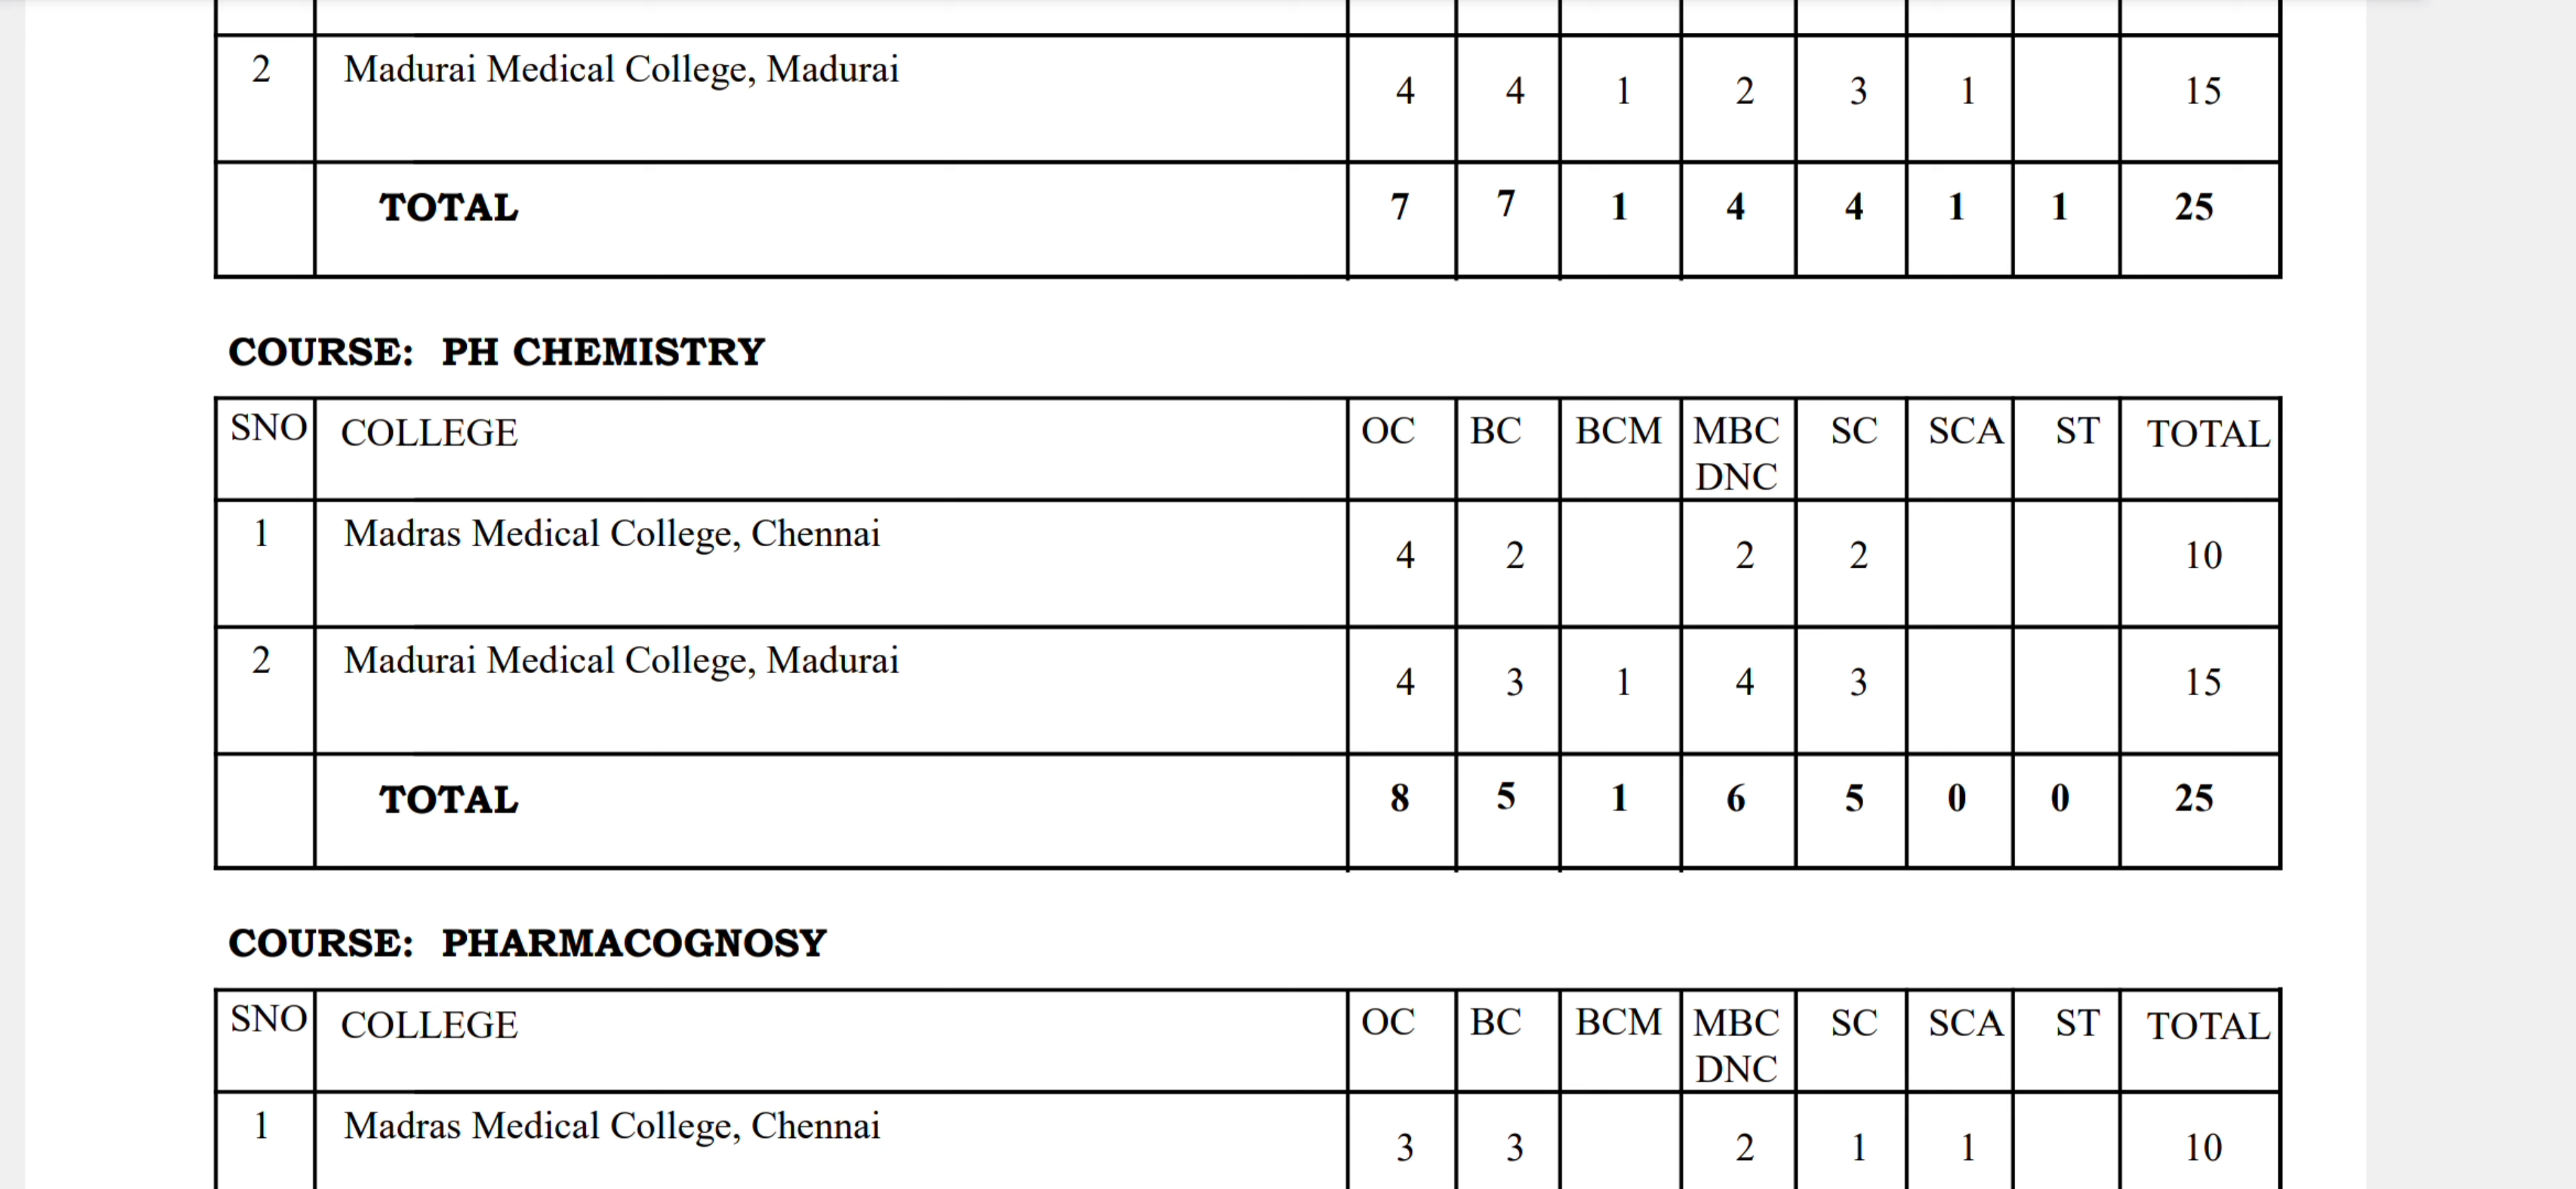 2 Madurai Medical College, Madurai 4 4 1 2 3 1 15
TOTAL 7 7 1 4 4 1 1 25
COURSE: PH CHEMISTRY
SNO COLLEGE OC BC BCM MBC DNC SC SCA ST TOTAL
1 Madras Medical College, Chennai 4 2 2 2 10
2 Madurai Medical College, Madurai 4 3 1 4 3 15
TOTAL 8 5 1 6 5 0 0 25
COURSE: PHARMACOGNOSY
SNO COLLEGE OC BC BCM MBC DNC SC SCA ST TOTAL
1 Madras Medical College, Chennai 3 3 2 1 1 10